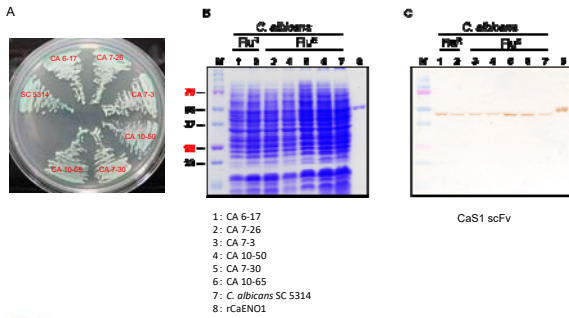 A
CA 6-17
CA 7-26
SC 5314
CA 7-3
CA 10-50
CA 10-65
CA 7-30
B
C. albicans
Flu
Flu
M 1 2 3 4 5 6 7 8
37
1: CA 6-17
2: CA 7-26
3: CA 7-3
4: CA 10-50
5: CA 7-30
6: CA 10-65
7: C. albicans SC 5314
8: rCaENO1
C
C. albicans
M 1 2 3 4 5 6 7 8
CaS1 scFv